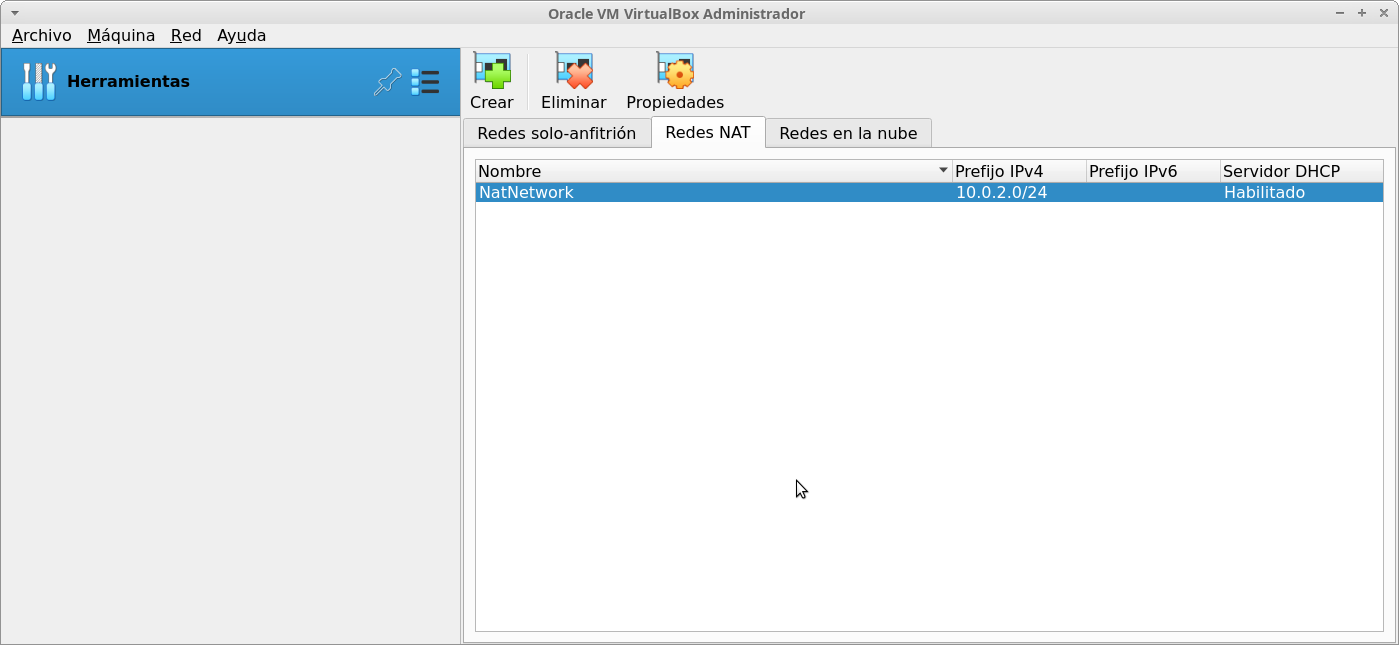 Oracle VM VirtualBox Administrador
Archivo Máquina Red Ayuda
Herramientas
Crear Eliminar Propiedades
Redes solo-anfitrión Redes NAT Redes en la nube
Nombre Prefijo IPv4 Prefijo IPv6 Servidor DHCP
NatNetwork 10.0.2.0/24 Habilitado